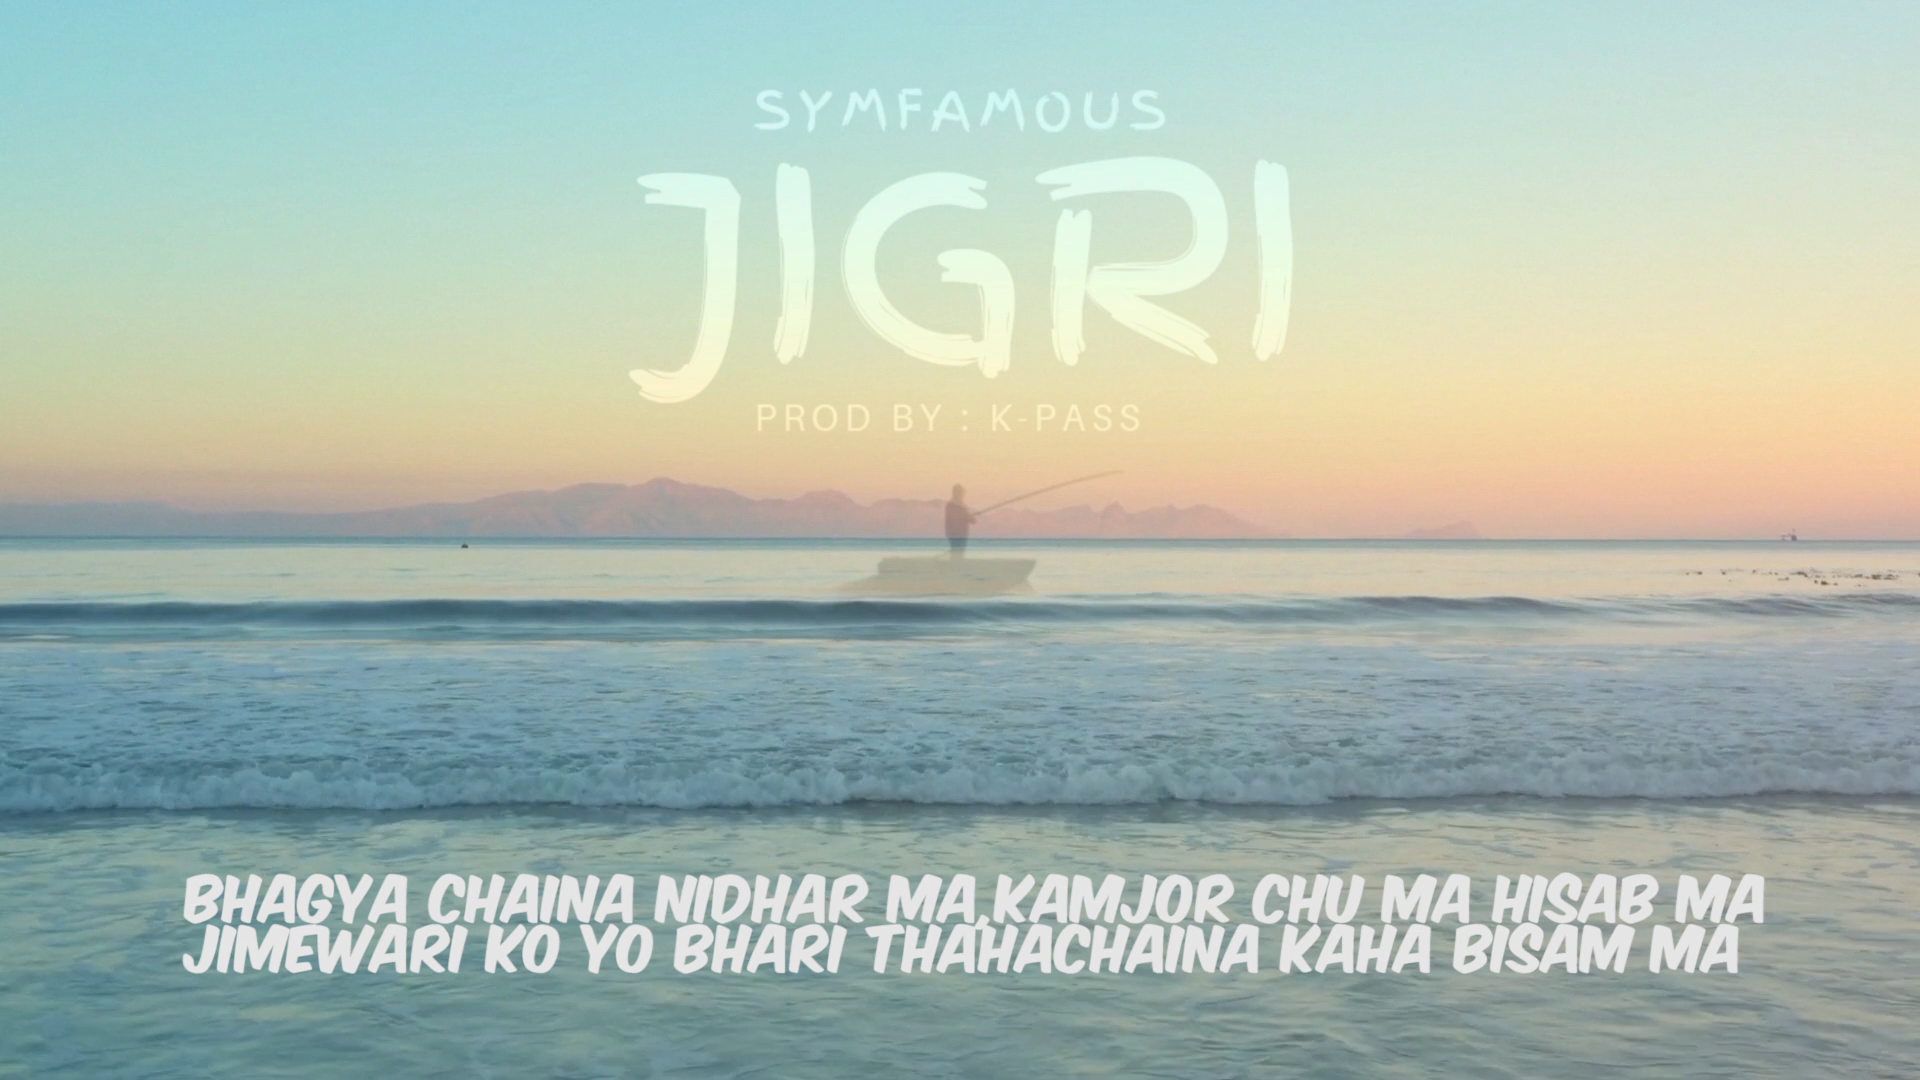 SYMFAMOUS
JIGRI
PROD BY : K-PASS
BHAGYA CHAINA NIDHAR MA,KAMJOR CHU MA HISAB MA
JIMEWARI KO YO BHARI THAHACHAINA KAHA BISAM MA